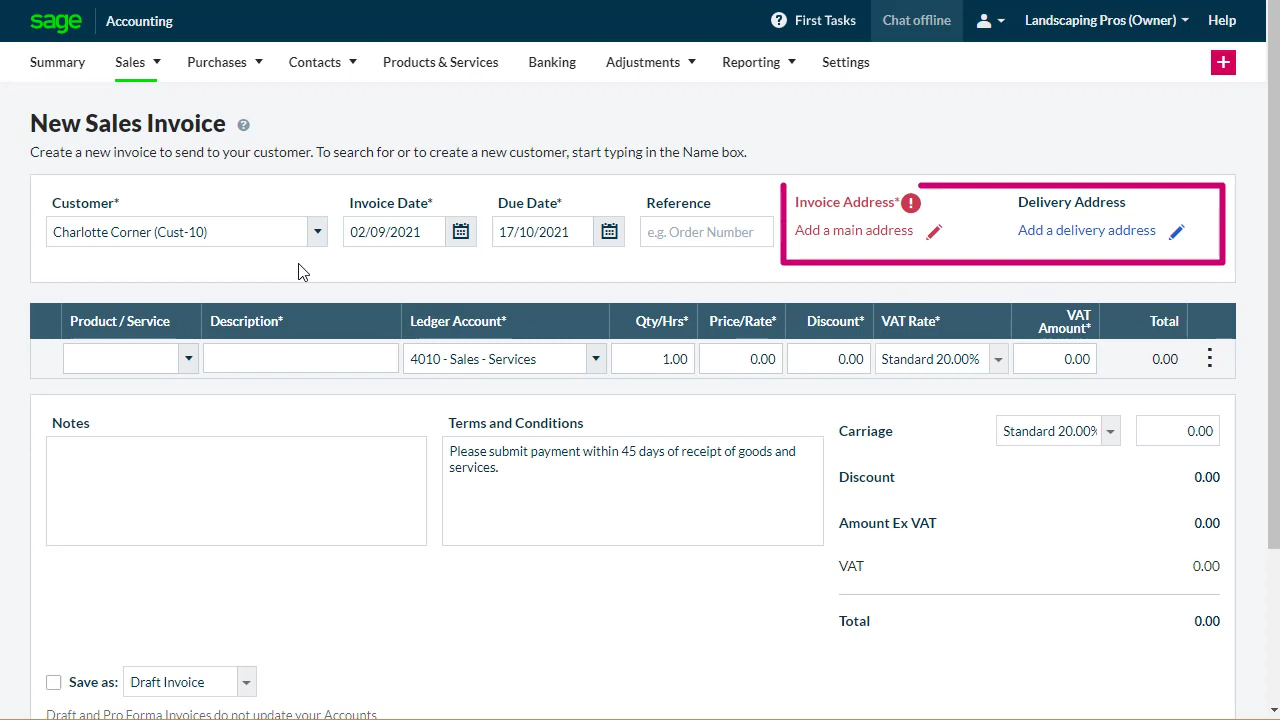 sage Accounting First Tasks Chat offline Landscaping Pros (Owner) Help
Summary Sales Purchases Contacts Products & Services Banking Adjustments Reporting Settings
New Sales Invoice
Create a new invoice to send to your customer. To search for or to create a new customer, start typing in the Name box.
Customer* Invoice Date* Due Date* Reference Invoice Address* Delivery Address
Charlotte Corner (Cust-10) 02/09/2021 17/10/2021 e.g. Order Number Add a main address Add a delivery address
Product / Service Description* Ledger Account* Qty/Hrs* Price/Rate* Discount* VAT Rate* VAT Amount* Total
4010 - Sales - Services 1.00 0.00 0.00 Standard 20.00% 0.00 0.00
Notes
Terms and Conditions
Please submit payment within 45 days of receipt of goods and
services.
Carriage Standard 20.00% 0.00
Discount 0.00
Amount Ex VAT 0.00
VAT 0.00
Total 0.00
Save as: Draft Invoice
Draft and Pro Forma Invoices do not update your Accounts